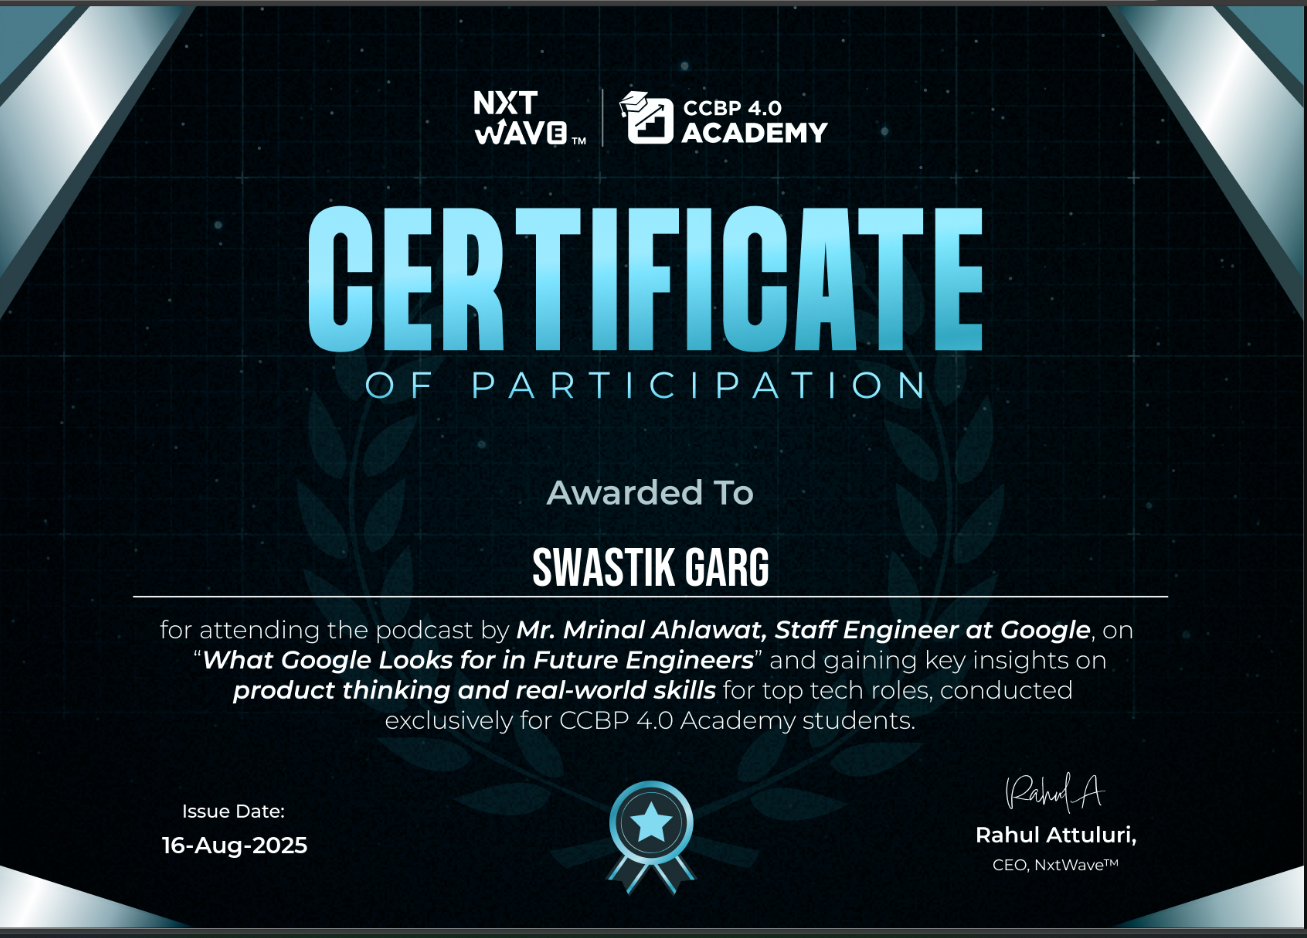 NXT
WAVE™
CCBP 4.0
ACADEMY
CERTIFICATE
OF PARTICIPATION
Awarded To
SWASTIK GARG
for attending the podcast by Mr. Mrinal Ahlawat, Staff Engineer at Google, on
“What Google Looks for in Future Engineers” and gaining key insights on
product thinking and real-world skills for top tech roles, conducted
exclusively for CCBP 4.0 Academy students.
Issue Date:
16-Aug-2025
Rahul A
Rahul Attuluri,
CEO, NxtWave™